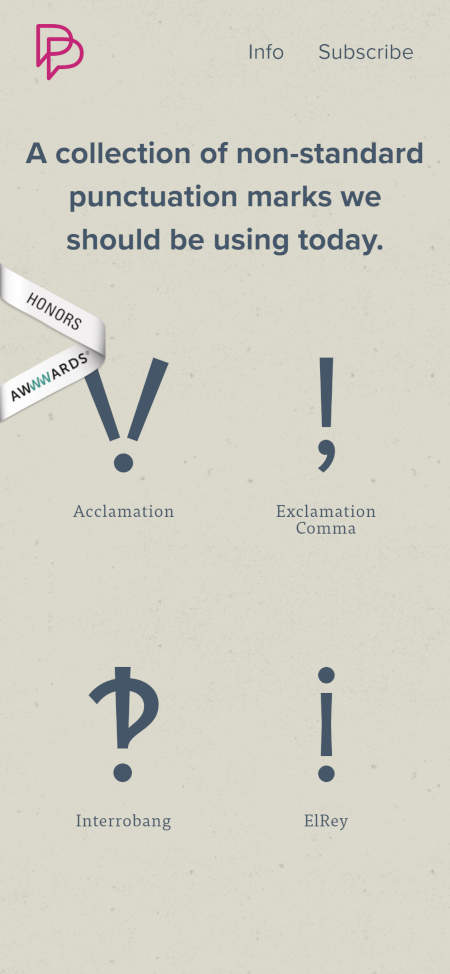 Info Subscribe
A collection of non-standard
punctuation marks we
should be using today.
HONORS
AWWWARDS
Acclamation
Exclamation
Comma
Interrobang
ElRey